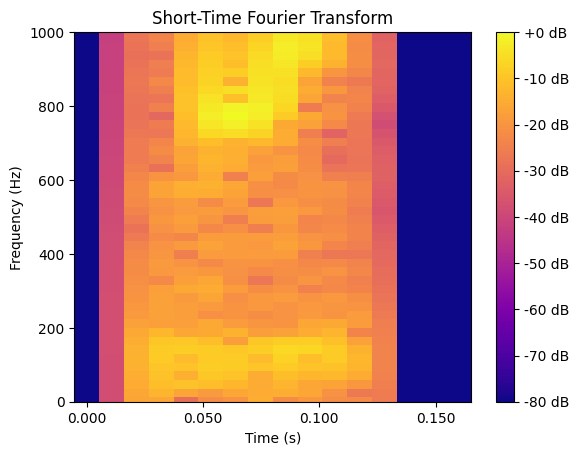 Short-Time Fourier Transform
1000
800
600
400
200
0
Frequency (Hz)
0.000
0.050
0.100
0.150
Time (s)
+0 dB
-10 dB
-20 dB
-30 dB
-40 dB
-50 dB
-60 dB
-70 dB
-80 dB